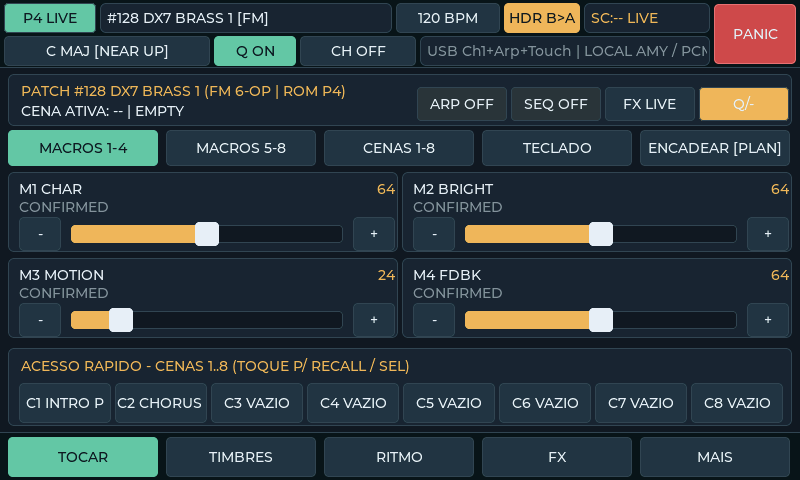 P4 LIVE #128 DX7 BRASS 1 [FM] 120 BPM HDR B>A SC:-- LIVE PANIC
C MAJ [NEAR UP] Q ON CH OFF USB Ch1+Arp+Touch | LOCAL AMY / PCM
PATCH #128 DX7 BRASS 1 (FM 6-OP | ROM P4)
CENA ATIVA: -- | EMPTY
ARP OFF SEQ OFF FX LIVE Q/-
MACROS 1-4 MACROS 5-8 CENAS 1-8 TECLADO ENCADEAR [PLAN]
M1 CHAR 64
CONFIRMED
- +
M2 BRIGHT 64
CONFIRMED
- +
M3 MOTION 24
CONFIRMED
- +
M4 FDBK 64
CONFIRMED
- +
ACESSO RAPIDO - CENAS 1..8 (TOQUE P/ RECALL / SEL)
C1 INTRO P C2 CHORUS C3 VAZIO C4 VAZIO C5 VAZIO C6 VAZIO C7 VAZIO C8 VAZIO
TOCAR TIMBRES RITMO FX MAIS